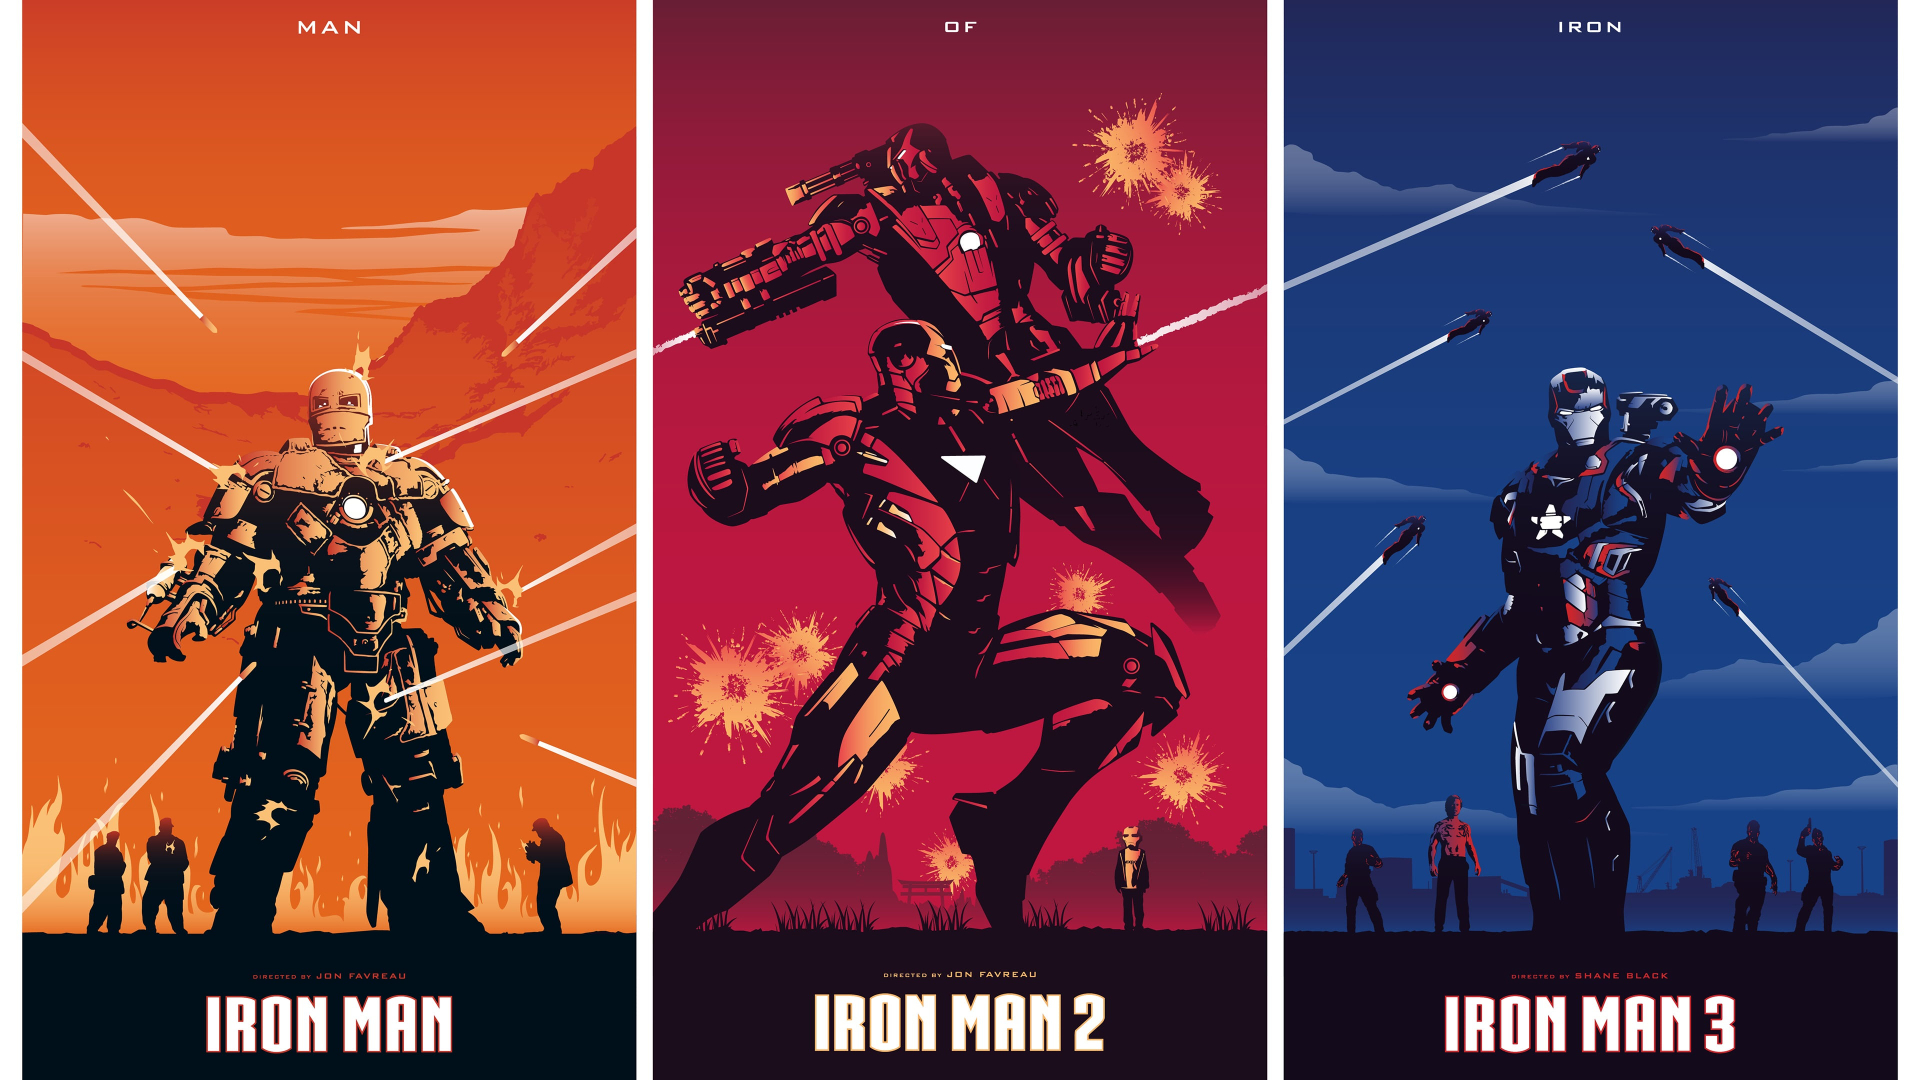 MAN
DIRECTED BY JON FAVREAU
IRON MAN
OF
DIRECTED BY JON FAVREAU
IRON MAN 2
IRON
DIRECTED BY SHANE BLACK
IRON MAN 3